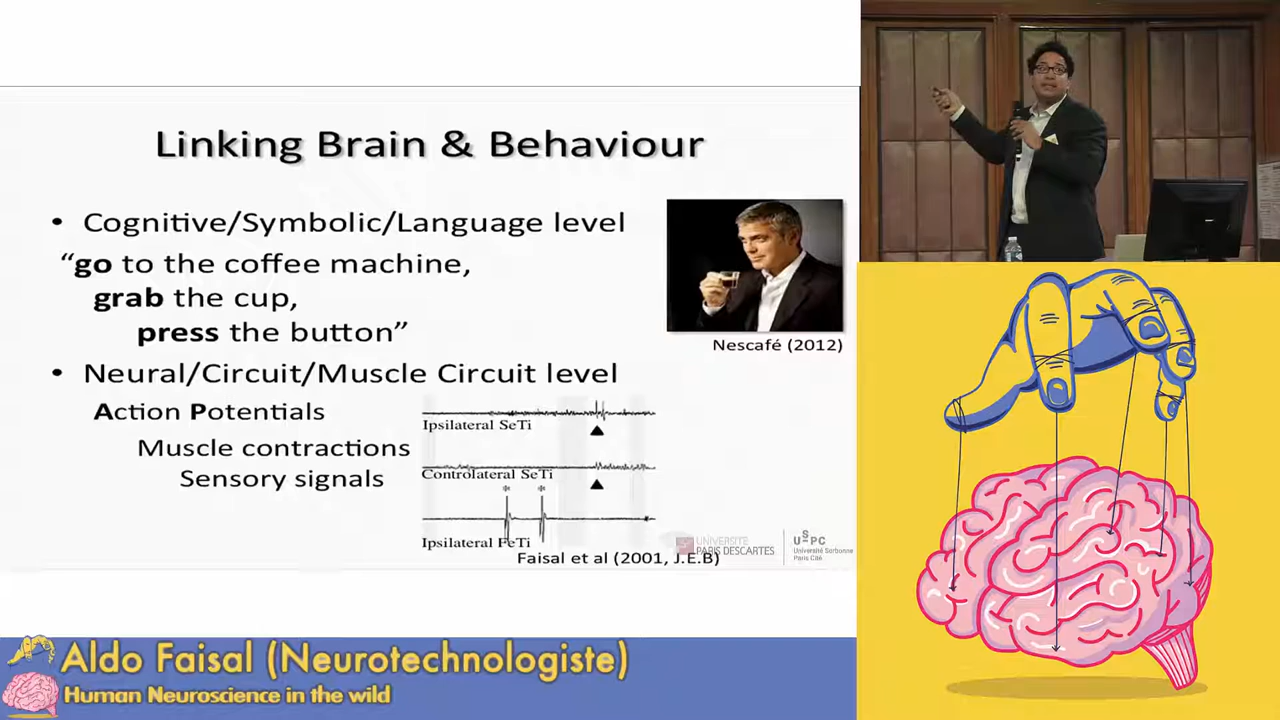 Linking Brain & Behaviour
• Cognitive/Symbolic/Language level
“go to the coffee machine,
grab the cup,
press the button”
Nescafé (2012)
• Neural/Circuit/Muscle Circuit level
Action Potentials
Muscle contractions
Sensory signals
Ipsilateral SeTi
Controlateral SeTi
Ipsilateral FeTi
Faisal et al (2001, J.E.B)
UNIVERSITÉ
PARIS DESCARTES
USPC
Université Sorbonne
Paris Cité
Aldo Faisal (Neurotechnologiste)
Human Neuroscience in the wild